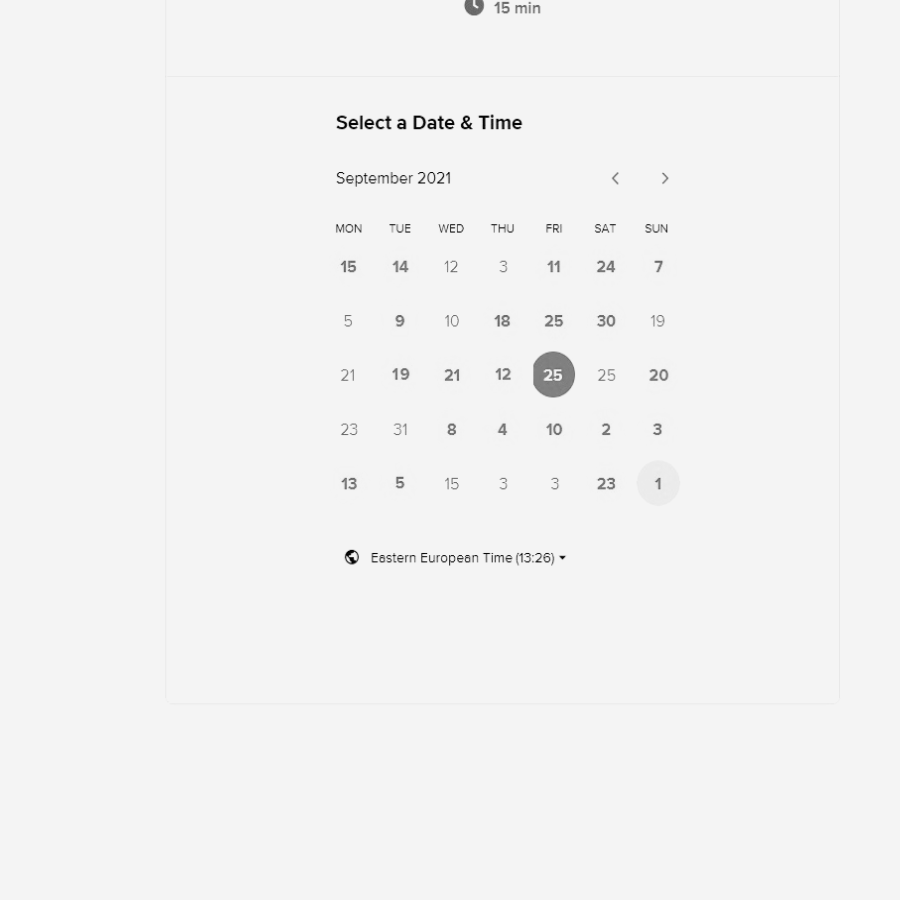 15 min
Select a Date & Time
September 2021
MON TUE WED THU FRI SAT SUN
15 14 12 3 11 24 7
5 9 10 18 25 30 19
21 19 21 12 25 25 20
23 31 8 4 10 2 3
13 5 15 3 3 23 1
Eastern European Time (13:26)